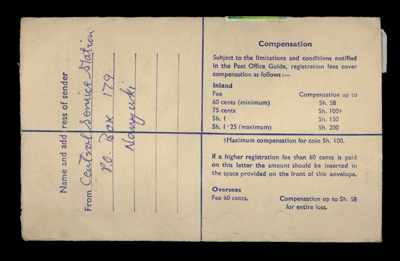 Name and address of sender
From Central Service Station
P.O. Box 179
Nanyuki
Compensation
Subject to the limitations and conditions notified
in the Post Office Guide, registration fees cover
compensation as follows:—
Inland
Fee Compensation up to
60 cents (minimum) Sh. 58
75 cents Sh. 100†
Sh. 1 Sh. 150
Sh. 1·25 (maximum) Sh. 200
†Maximum compensation for coin Sh. 100.
If a higher registration fee than 60 cents is paid
on this letter the amount should be inserted in
the space provided on the front of this envelope.
Overseas
Fee 60 cents. Compensation up to Sh. 58
for entire loss.